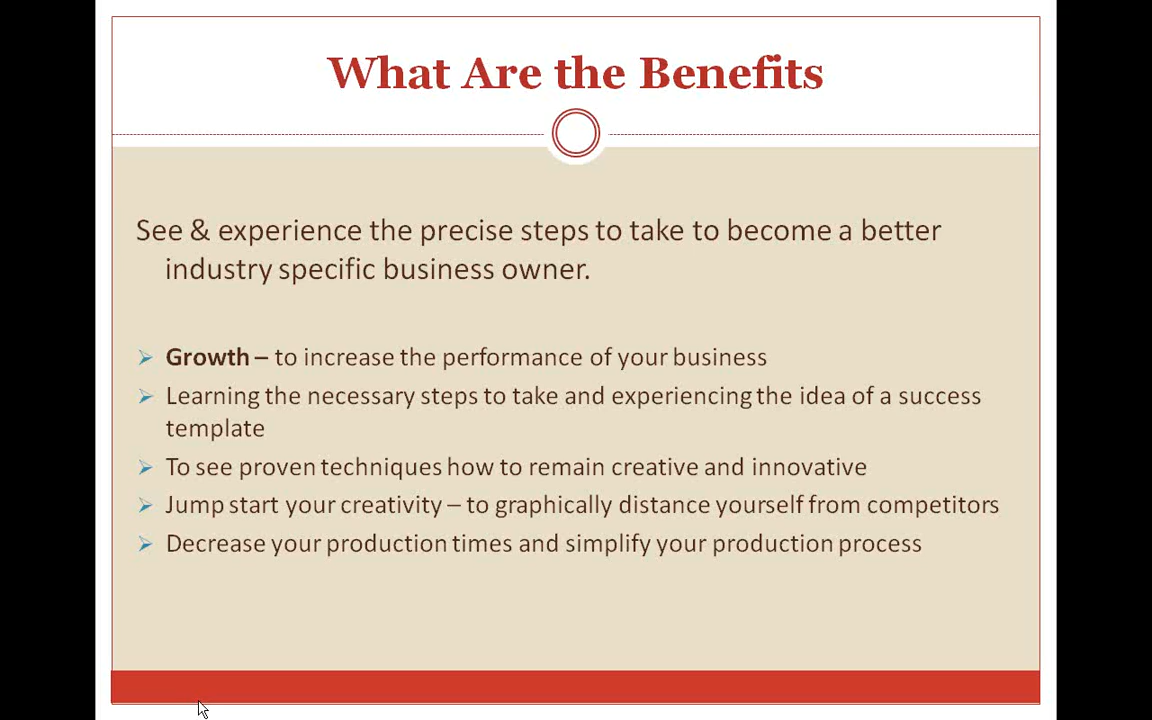 What Are the Benefits
See & experience the precise steps to take to become a better
industry specific business owner.
Growth – to increase the performance of your business
Learning the necessary steps to take and experiencing the idea of a success
template
To see proven techniques how to remain creative and innovative
Jump start your creativity – to graphically distance yourself from competitors
Decrease your production times and simplify your production process